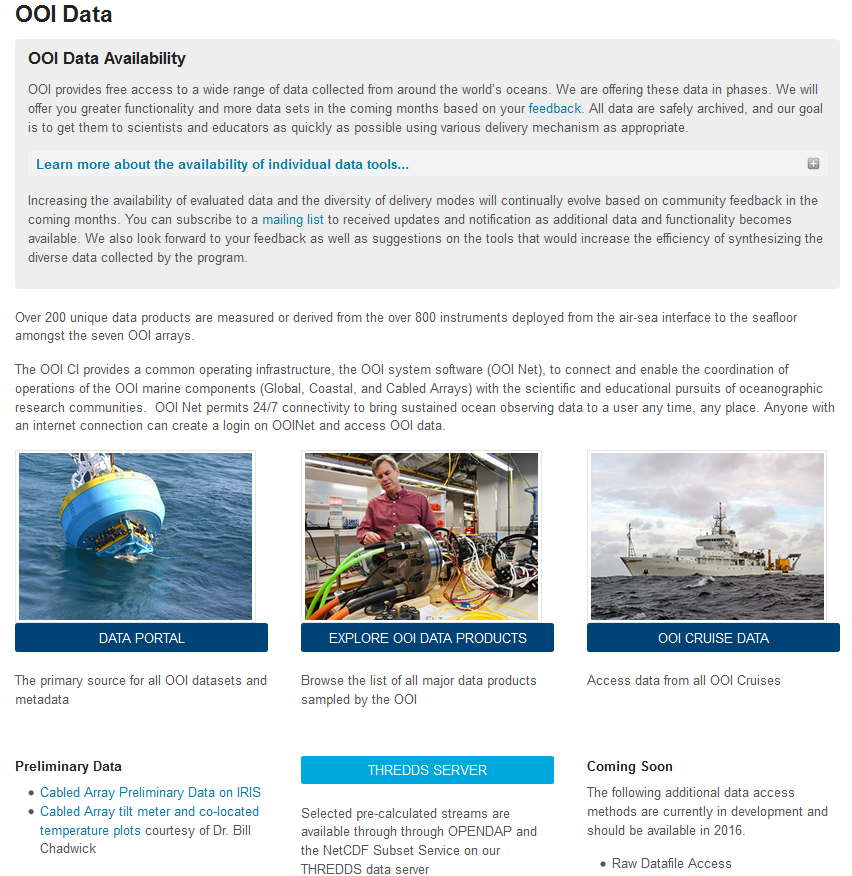 OOI Data
OOI Data Availability
OOI provides free access to a wide range of data collected from around the world's oceans. We are offering these data in phases. We will
offer you greater functionality and more data sets in the coming months based on your feedback. All data are safely archived, and our goal
is to get them to scientists and educators as quickly as possible using various delivery mechanism as appropriate.
Learn more about the availability of individual data tools...
Increasing the availability of evaluated data and the diversity of delivery modes will continually evolve based on community feedback in the
coming months. You can subscribe to a mailing list to received updates and notification as additional data and functionality becomes
available. We also look forward to your feedback as well as suggestions on the tools that would increase the efficiency of synthesizing the
diverse data collected by the program.
Over 200 unique data products are measured or derived from the over 800 instruments deployed from the air-sea interface to the seafloor
amongst the seven OOI arrays.
The OOI CI provides a common operating infrastructure, the OOI system software (OOI Net), to connect and enable the coordination of
operations of the OOI marine components (Global, Coastal, and Cabled Arrays) with the scientific and educational pursuits of oceanographic
research communities.  OOI Net permits 24/7 connectivity to bring sustained ocean observing data to a user any time, any place. Anyone with
an internet connection can create a login on OOINet and access OOI data.
DATA PORTAL
The primary source for all OOI datasets and
metadata
EXPLORE OOI DATA PRODUCTS
Browse the list of all major data products
sampled by the OOI
OOI CRUISE DATA
Access data from all OOI Cruises
Preliminary Data
• Cabled Array Preliminary Data on IRIS
• Cabled Array tilt meter and co-located
temperature plots courtesy of Dr. Bill
Chadwick
THREDDS SERVER
Selected pre-calculated streams are
available through through OPENDAP and
the NetCDF Subset Service on our
THREDDS data server
Coming Soon
The following additional data access
methods are currently in development and
should be available in 2016.
• Raw Datafile Access